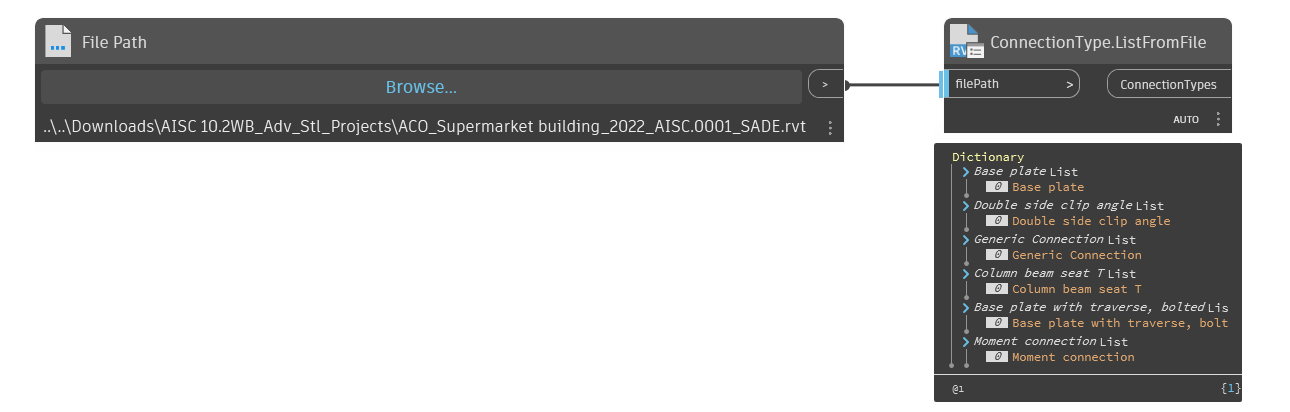 File Path
Browse...
>
..\..\Downloads\AISC 10.2WB_Adv_Stl_Projects\ACO_Supermarket building_2022_AISC.0001_SADE.rvt
RV
ConnectionType.ListFromFile
filePath >
ConnectionTypes
AUTO
Dictionary
Base plate List
0 Base plate
Double side clip angle List
0 Double side clip angle
Generic Connection List
0 Generic Connection
Column beam seat T List
0 Column beam seat T
Base plate with traverse, bolted Lis
0 Base plate with traverse, bolt
Moment connection List
0 Moment connection
@1 {1}